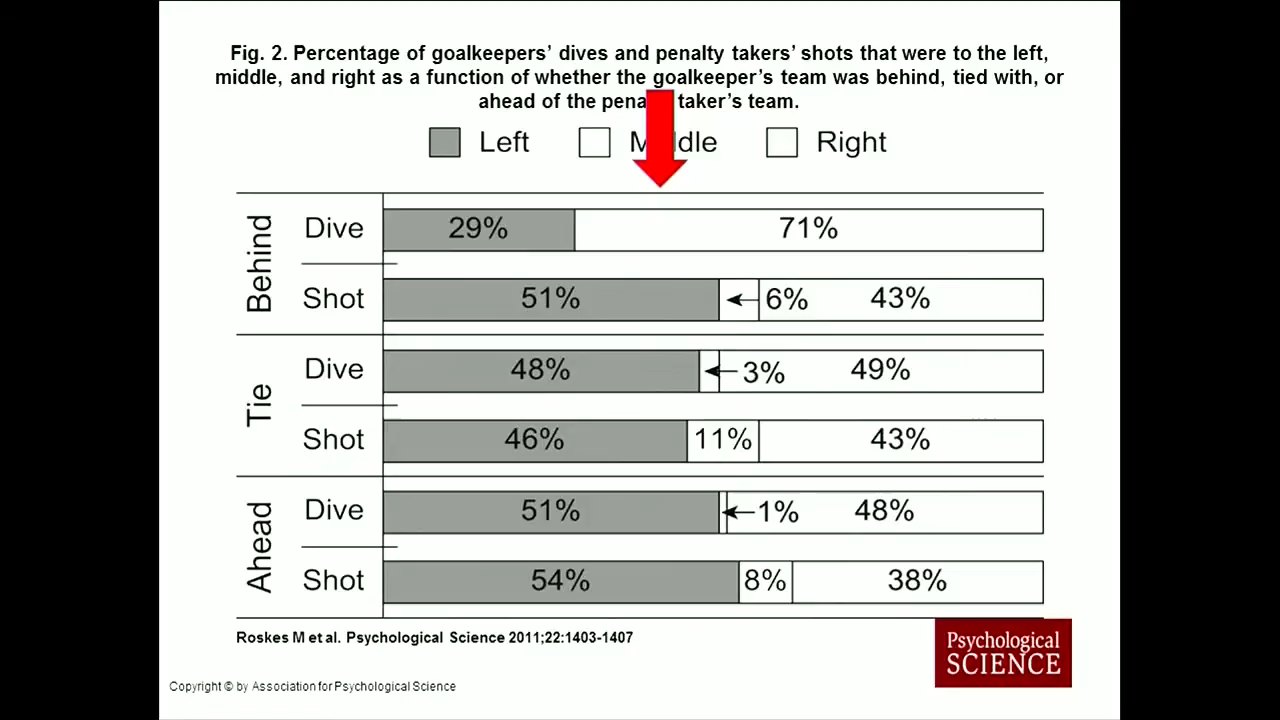 Fig. 2. Percentage of goalkeepers’ dives and penalty takers’ shots that were to the left,
middle, and right as a function of whether the goalkeeper’s team was behind, tied with, or
ahead of the taker’s team.
Left Right
Behind
Dive 29% 71%
Shot 51% 6% 43%
Tie
Dive 48% 3% 49%
Shot 46% 11% 43%
Ahead
Dive 51% 1% 48%
Shot 54% 8% 38%
Roskes M et al. Psychological Science 2011;22:1403-1407
Psychological
SCIENCE
Copyright © by Association for Psychological Science